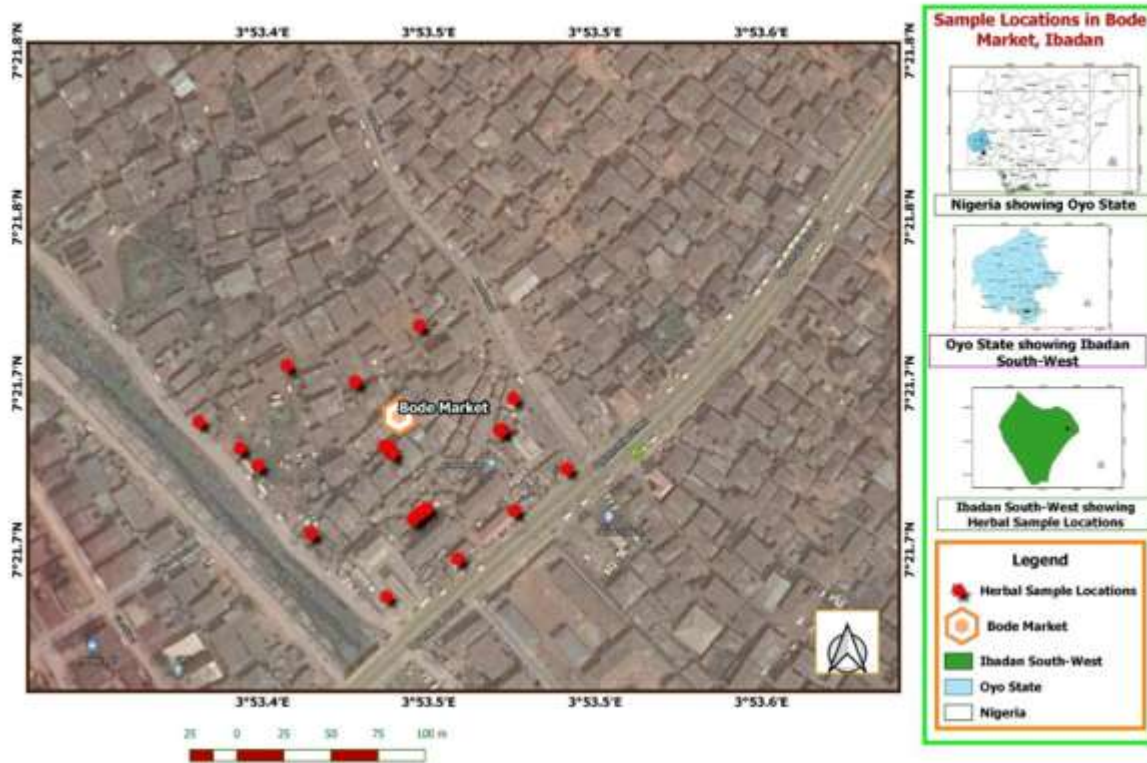 3°53.4'E 3°53.5'E 3°53.5'E 3°53.6'E
7°21.8'N 7°21.8'N
7°21.8'N 7°21.8'N
7°21.7'N 7°21.7'N
7°21.7'N 7°21.7'N
Bode Market
3°53.4'E 3°53.5'E 3°53.5'E 3°53.6'E
25 0 25 50 75 100 m
Sample Locations in Bode
Market, Ibadan
Nigeria showing Oyo State
Oyo State showing Ibadan
South-West
Ibadan South-West showing
Herbal Sample Locations
Legend
Herbal Sample Locations
Bode Market
Ibadan South-West
Oyo State
Nigeria